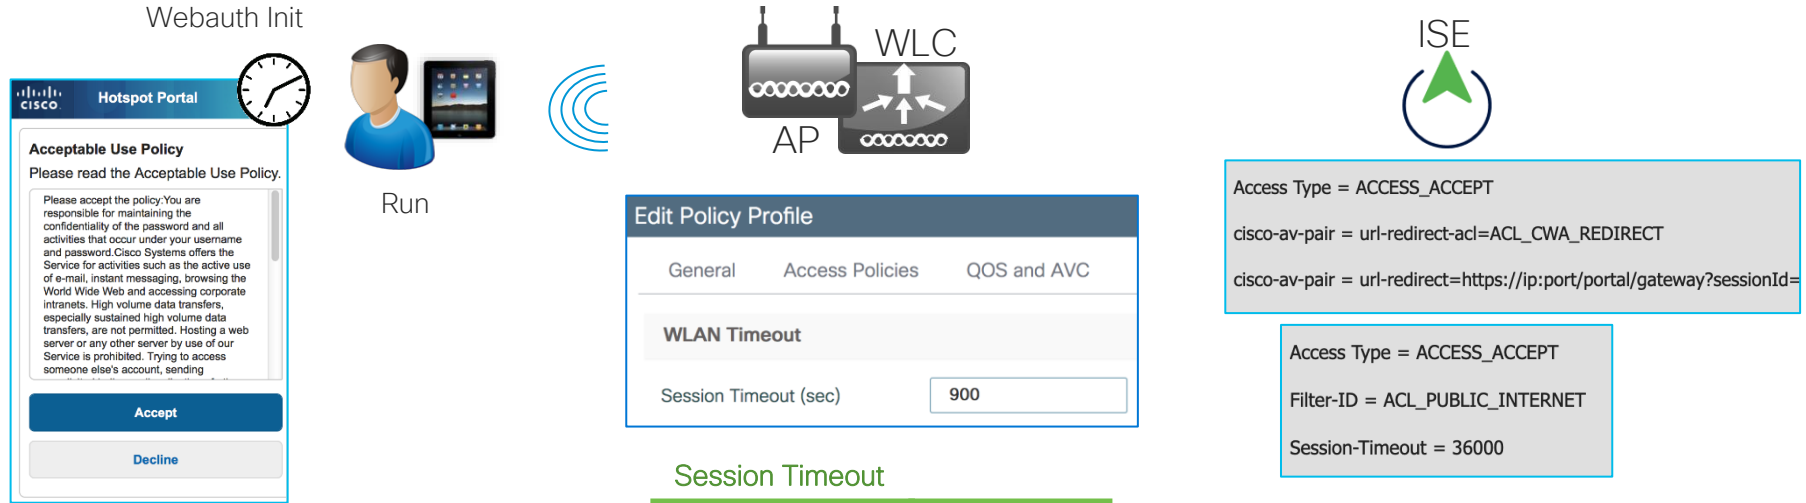 Webauth Init
CISCO
Hotspot Portal
Acceptable Use Policy
Please read the Acceptable Use Policy.
Please accept the policy:You are
responsible for maintaining the
confidentiality of the password and all
activities that occur under your username
and password.Cisco Systems offers the
Service for activities such as the active use
of e-mail, instant messaging, browsing the
World Wide Web and accessing corporate
intranets. High volume data transfers,
especially sustained high volume data
transfers, are not permitted. Hosting a web
server or any other server by use of our
Service is prohibited. Trying to access
someone else's account, sending
Accept
Decline
Run
AP
WLC
Edit Policy Profile
General
Access Policies
QOS and AVC
WLAN Timeout
Session Timeout (sec)
900
Session Timeout
ISE
Access Type = ACCESS_ACCEPT
cisco-av-pair = url-redirect-acl=ACL_CWA_REDIRECT
cisco-av-pair = url-redirect=https://ip:port/portal/gateway?sessionId=
Access Type = ACCESS_ACCEPT
Filter-ID = ACL_PUBLIC_INTERNET
Session-Timeout = 36000